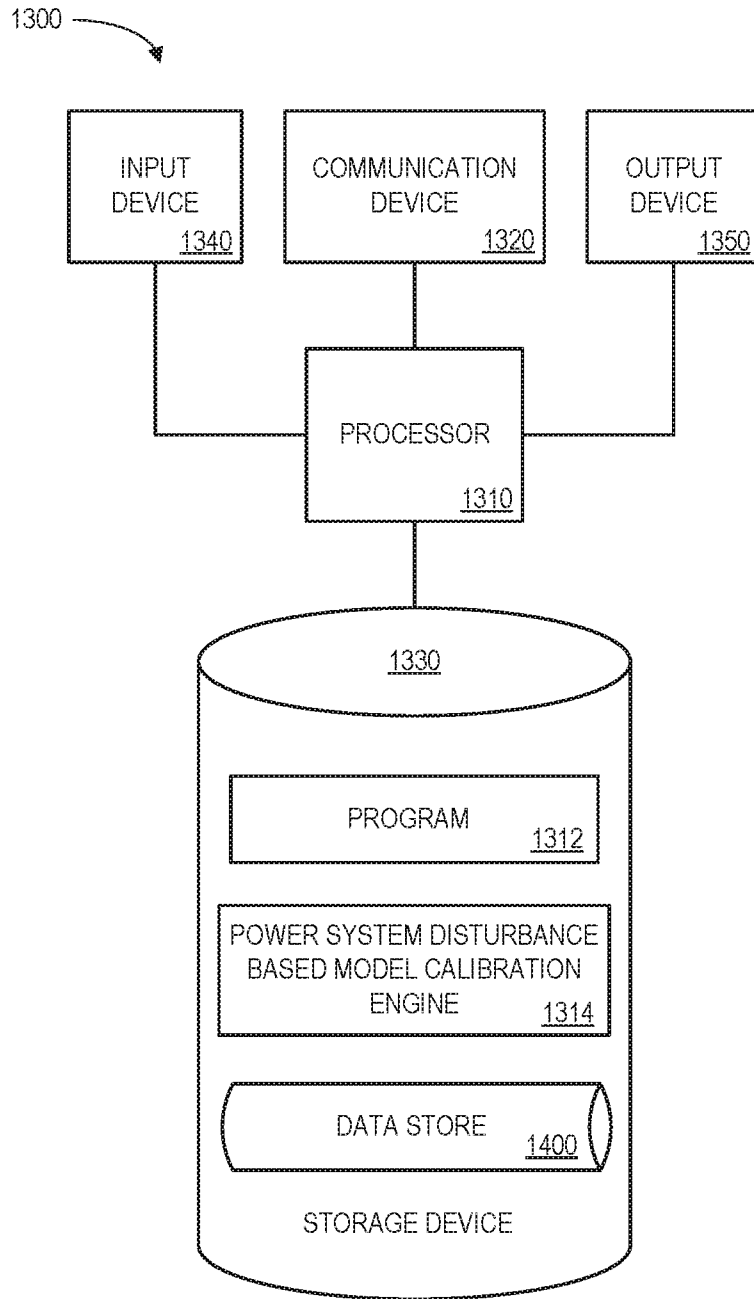 1300
INPUT
DEVICE
1340
COMMUNICATION
DEVICE
1320
OUTPUT
DEVICE
1350
PROCESSOR
1310
1330
PROGRAM
1312
POWER SYSTEM DISTURBANCE
BASED MODEL CALIBRATION
ENGINE
1314
DATA STORE
1400
STORAGE DEVICE